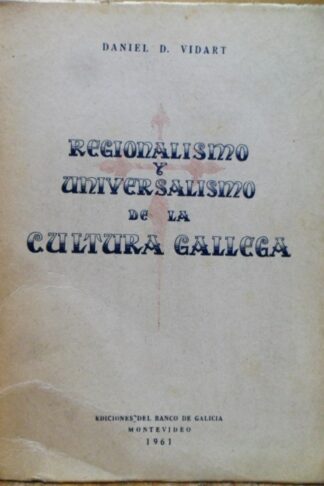 DANIEL D. VIDART
REGIONALISMO
Y
UNIVERSALISMO
DE LA
CULTURA GALLEGA
EDICIONES DEL BANCO DE GALICIA
MONTEVIDEO
1961